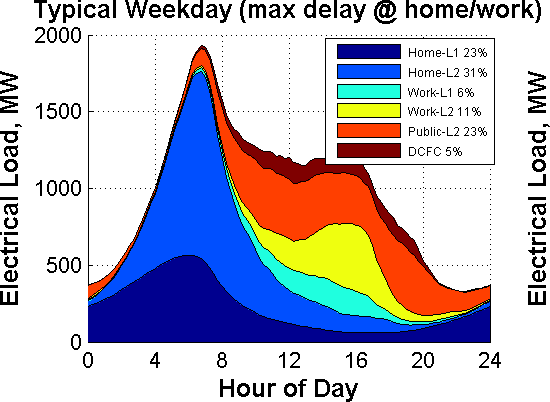 Typical Weekday (max delay @ home/work)
2000
1500
1000
500
0
Electrical Load, MW
Electrical Load, MW
Home-L1 23%
Home-L2 31%
Work-L1 6%
Work-L2 11%
Public-L2 23%
DCFC 5%
0 4 8 12 16 20 24
Hour of Day